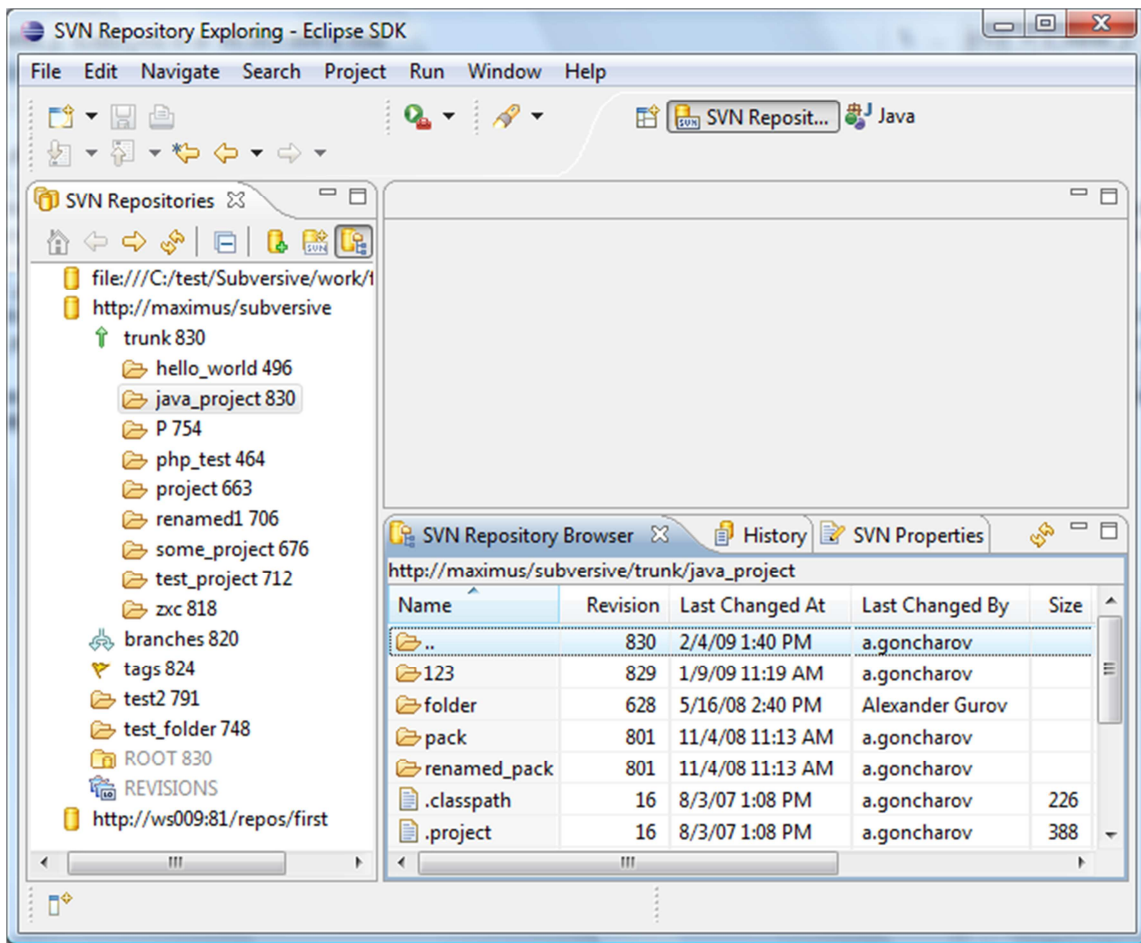 SVN Repository Exploring - Eclipse SDK
File Edit Navigate Search Project Run Window Help
SVN Reposit... Java
SVN Repositories
file:///C:/test/Subversive/work/
http://maximus/subversive
trunk 830
hello_world 496
java_project 830
P 754
php_test 464
project 663
renamed1 706
some_project 676
test_project 712
zxc 818
branches 820
tags 824
test2 791
test_folder 748
ROOT 830
REVISIONS
http://ws009:81/repos/first
SVN Repository Browser History SVN Properties
http://maximus/subversive/trunk/java_project
Name Revision Last Changed At Last Changed By Size
.. 830 2/4/09 1:40 PM a.goncharov
123 829 1/9/09 11:19 AM a.goncharov
folder 628 5/16/08 2:40 PM Alexander Gurov
pack 801 11/4/08 11:13 AM a.goncharov
renamed_pack 801 11/4/08 11:13 AM a.goncharov
.classpath 16 8/3/07 1:08 PM a.goncharov 226
.project 16 8/3/07 1:08 PM a.goncharov 388